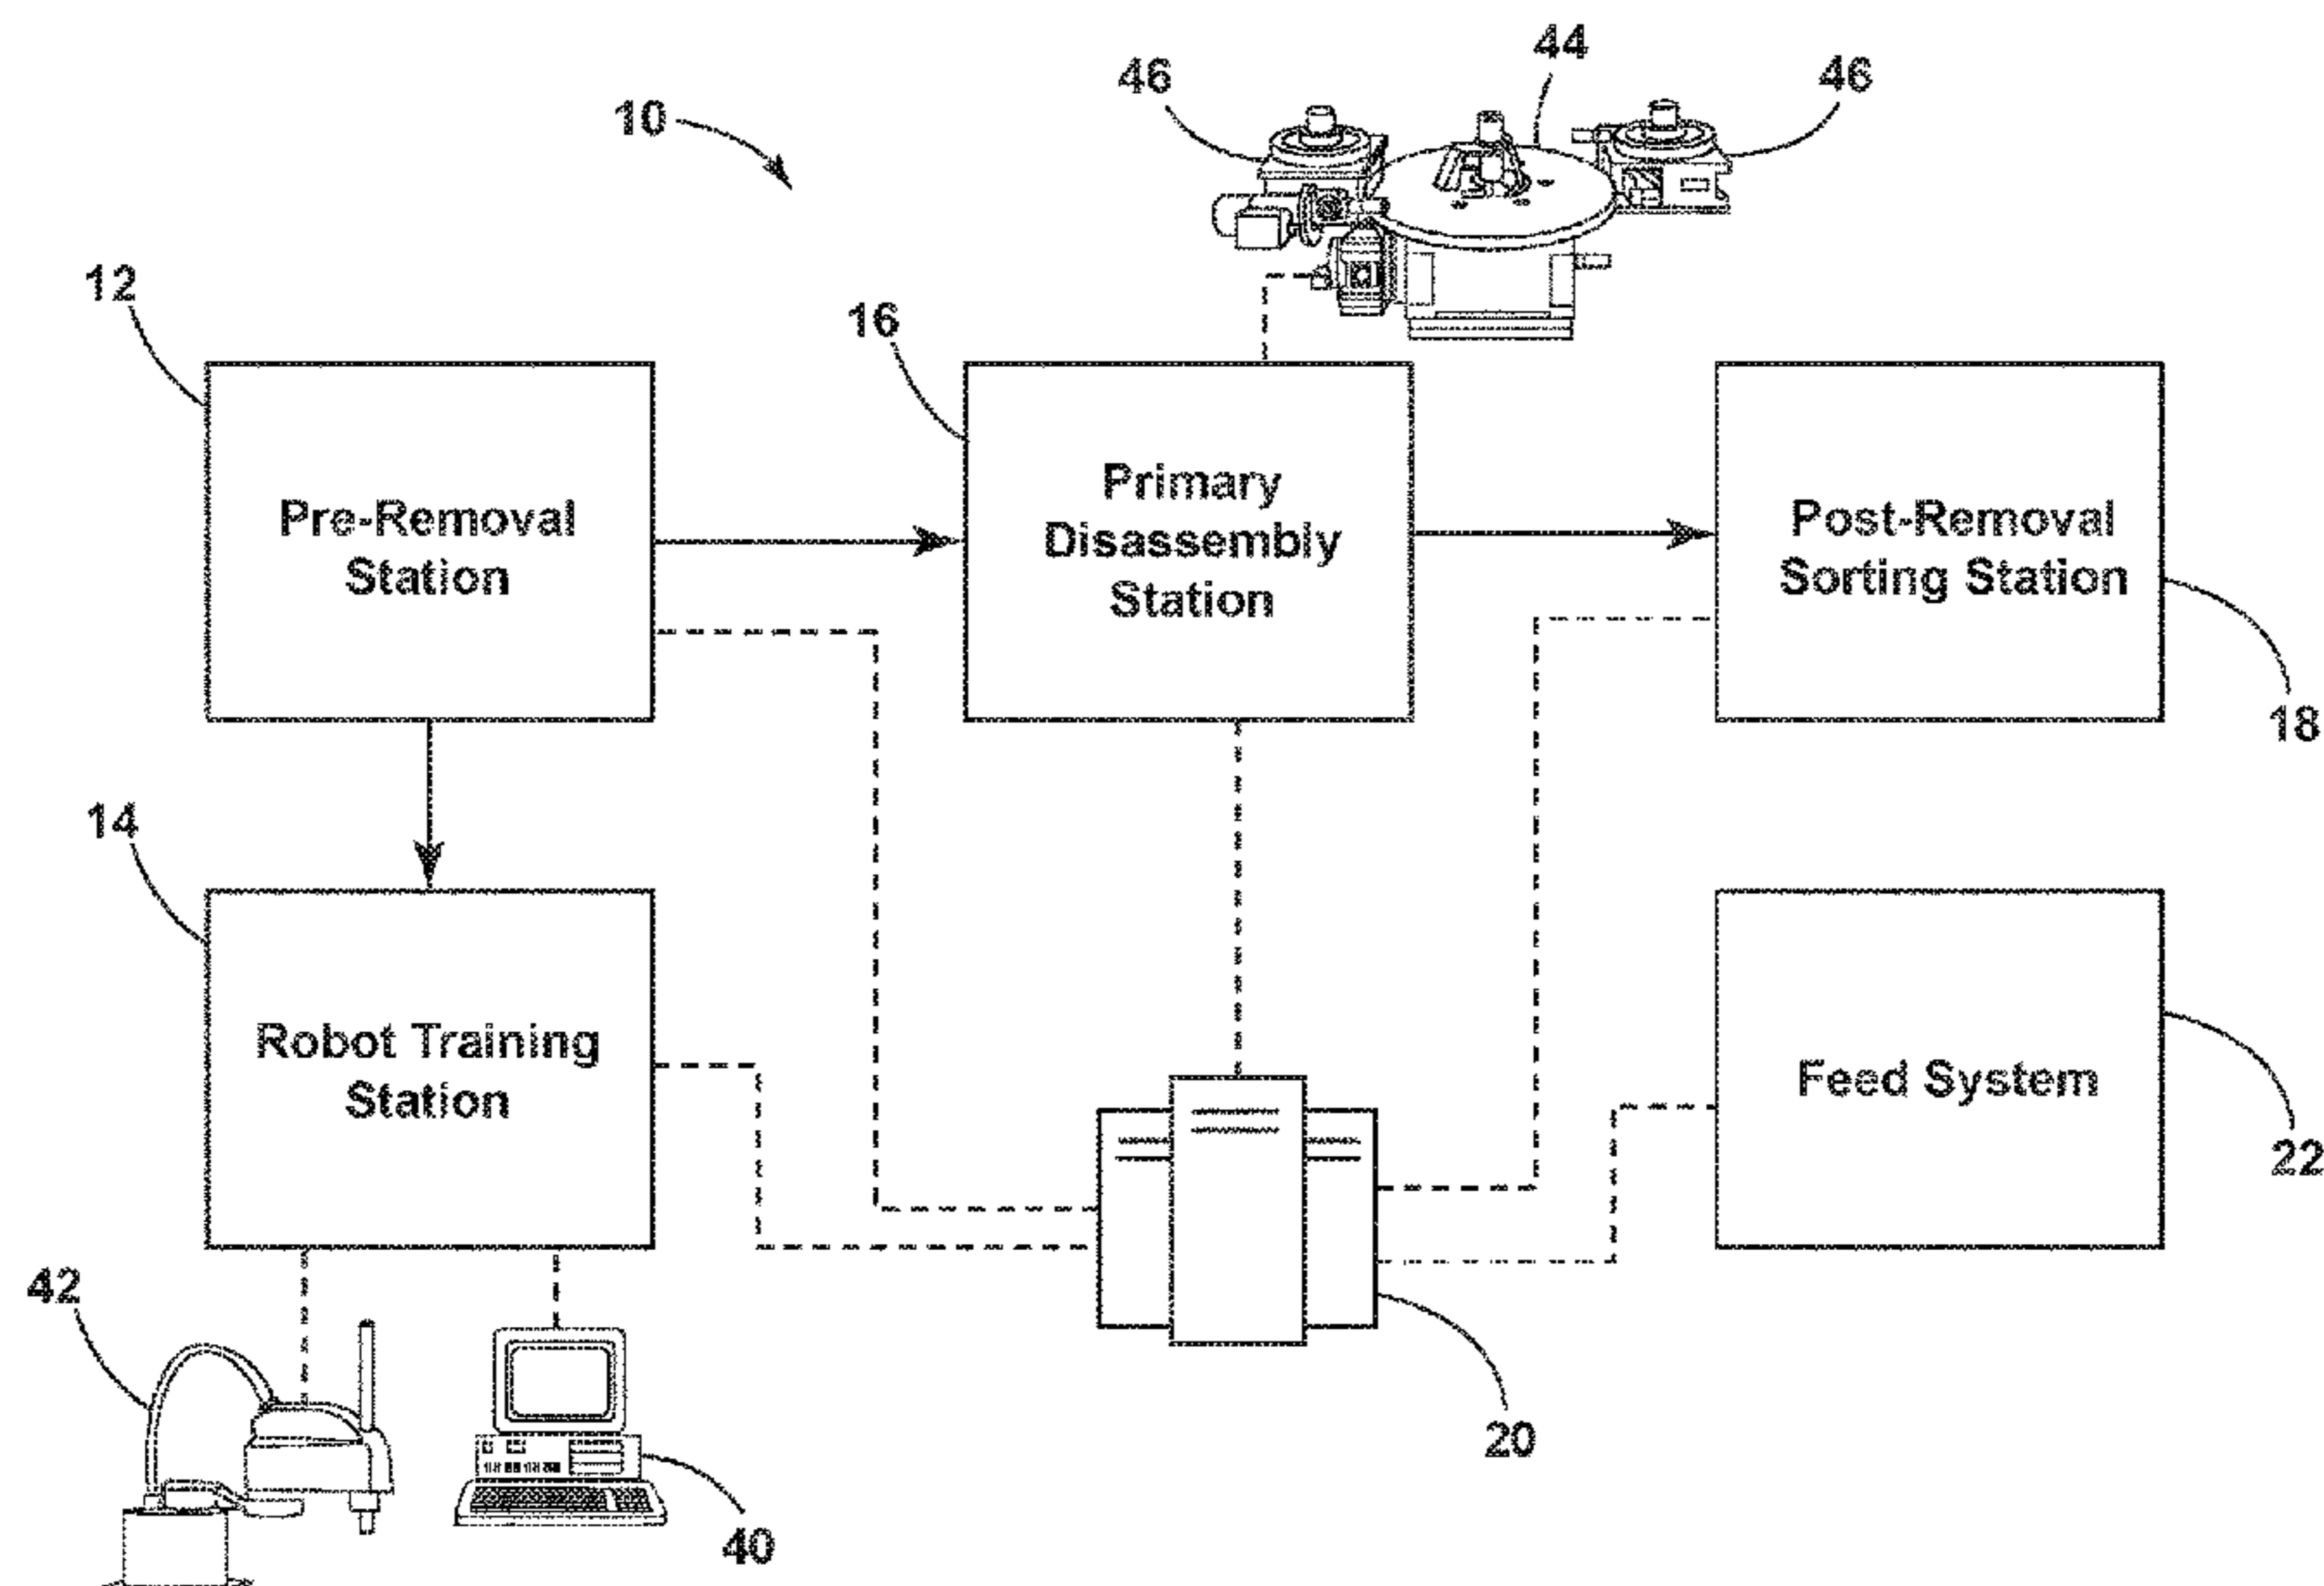 44
46
46
10
12
16
Pre-Removal
Station
Primary
Disassembly
Station
Post-Removal
Sorting Station
18
14
Robot Training
Station
Feed System
22
42
20
40